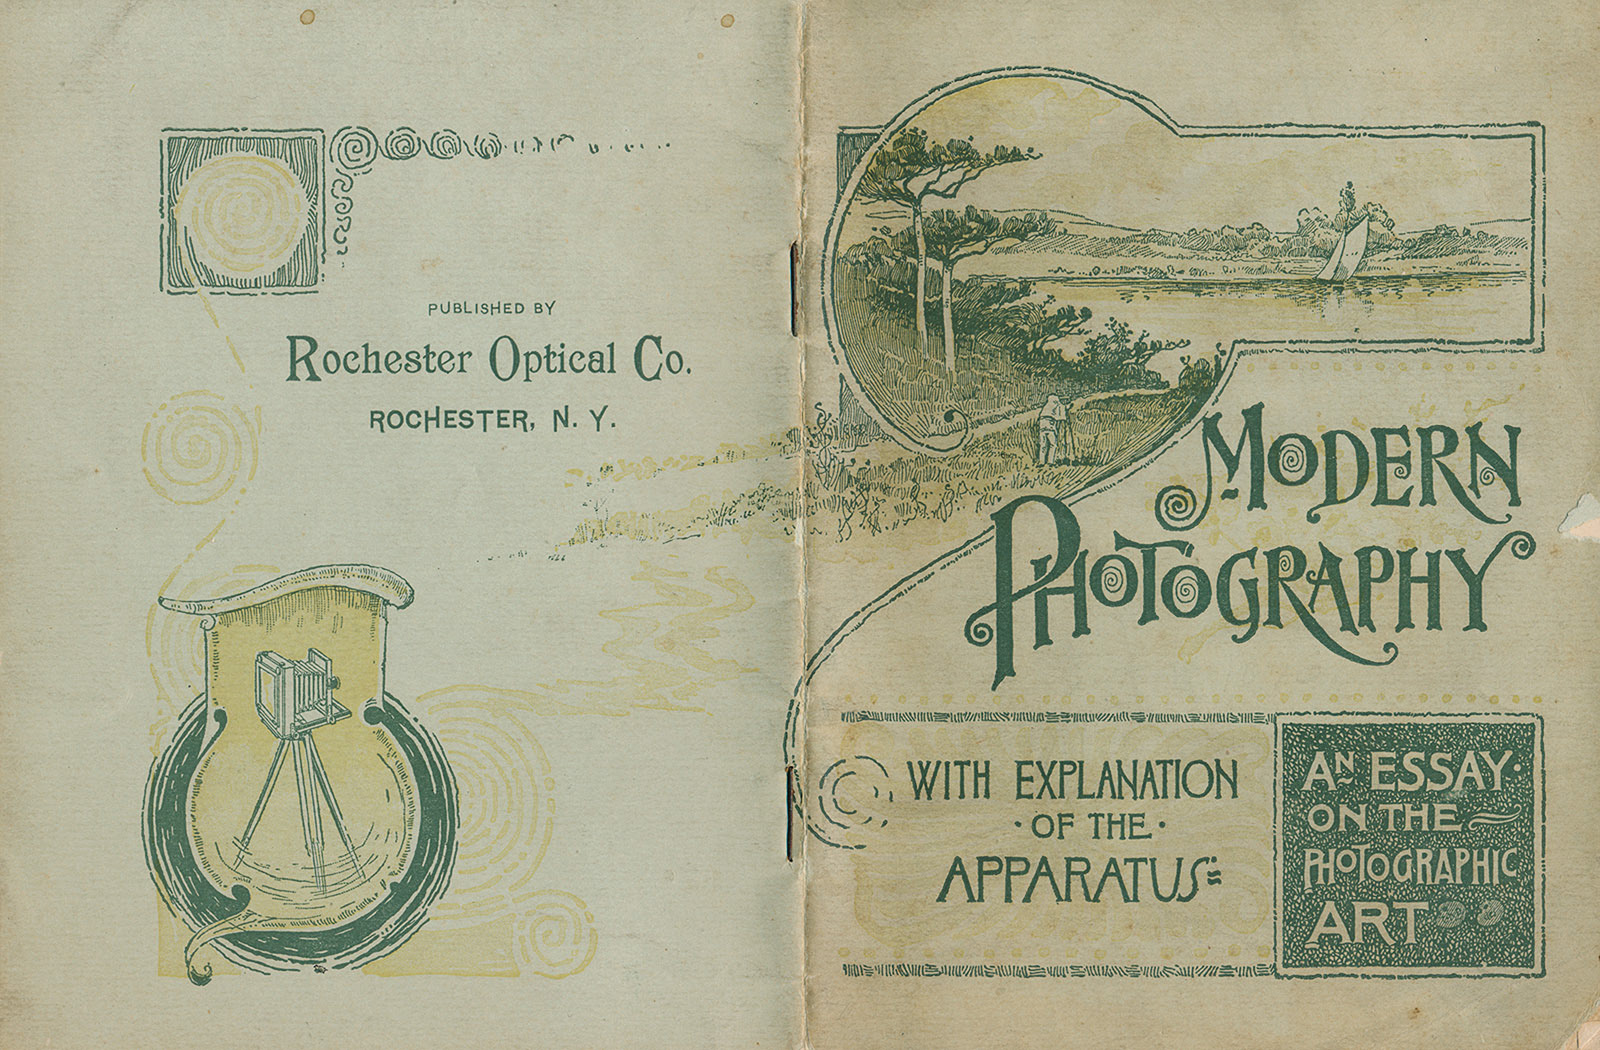 PUBLISHED BY
Rochester Optical Co.
ROCHESTER, N. Y.
MODERN
PHOTOGRAPHY
WITH EXPLANATION
· OF THE ·
APPARATUS
AN ESSAY ·
ON THE
PHOTOGRAPHIC
ART